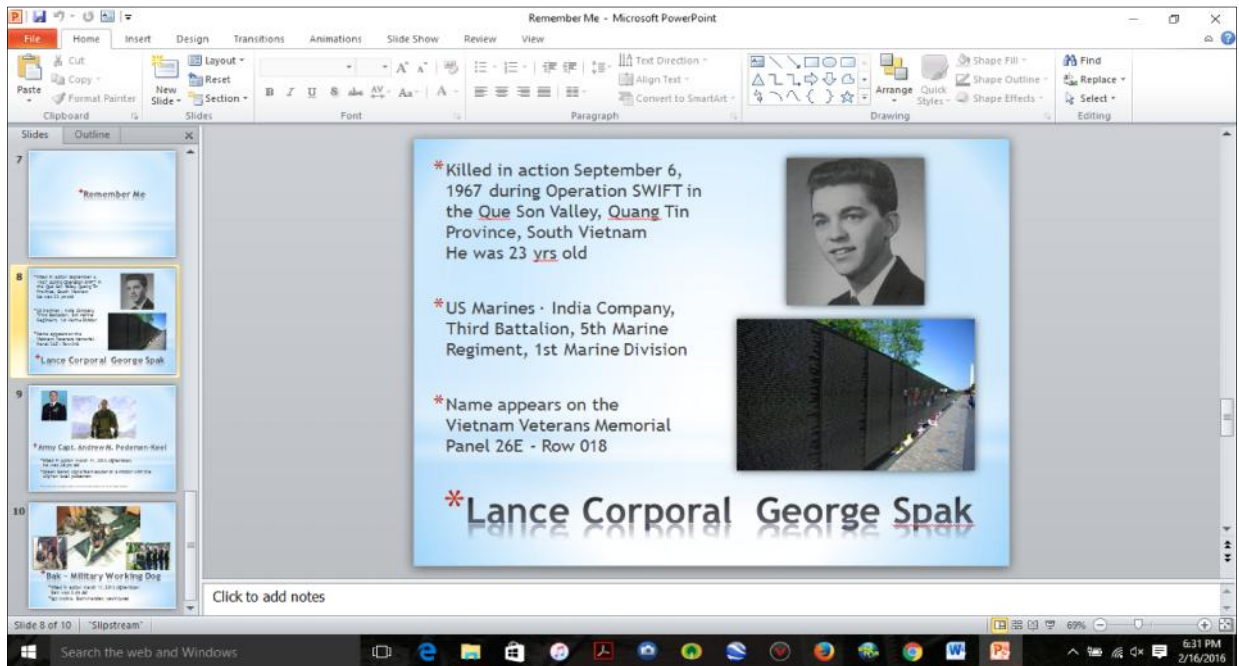 Remember Me - Microsoft PowerPoint
File Home Insert Design Transitions Animations Slide Show Review View
Cut
Copy
Format Painter
Paste
Clipboard
New Slide
Layout
Reset
Section
Slides
Font
Text Direction
Align Text
Convert to SmartArt
Paragraph
Arrange
Quick Styles
Shape Fill
Shape Outline
Shape Effects
Drawing
Find
Replace
Select
Editing
Slides Outline
7
*Remember Me
8
*Lance Corporal George Spak
9
*Army Capt. Andrew M. Pedersen-Keel
10
*Bak - Military Working Dog
*Killed in action September 6,
1967 during Operation SWIFT in
the Que Son Valley, Quang Tin
Province, South Vietnam
He was 23 yrs old
*US Marines · India Company,
Third Battalion, 5th Marine
Regiment, 1st Marine Division
*Name appears on the
Vietnam Veterans Memorial
Panel 26E - Row 018
*Lance Corporal George Spak
Click to add notes
Slide 8 of 10 "Slipstream" 69%
Search the web and Windows
6:31 PM
2/16/2016